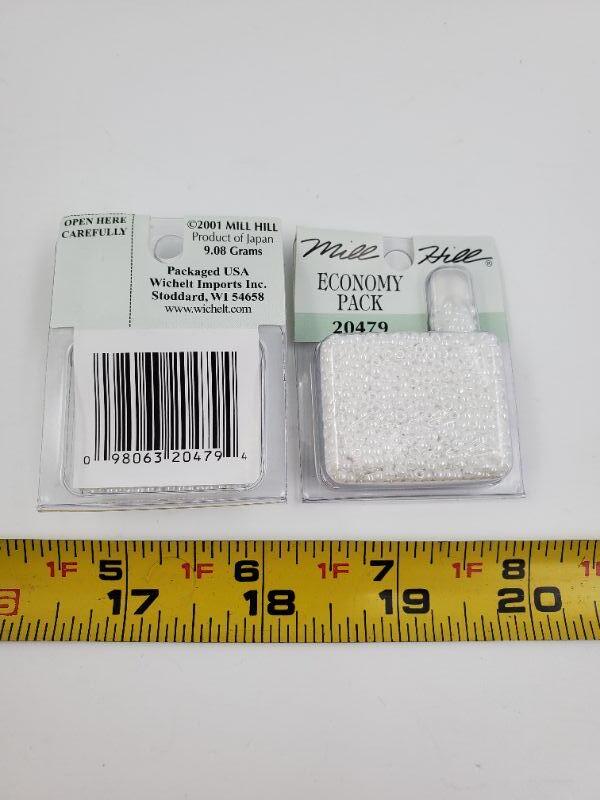 OPEN HERE
CAREFULLY
©2001 MILL HILL
Product of Japan
9.08 Grams
Packaged USA
Wichelt Imports Inc.
Stoddard, WI 54658
www.wichelt.com
0 98063 20479 4
Mill Hill®
ECONOMY
PACK
20479
1F 5 1F 6 1F 7 1F 8 1F
6 17 18 19 20